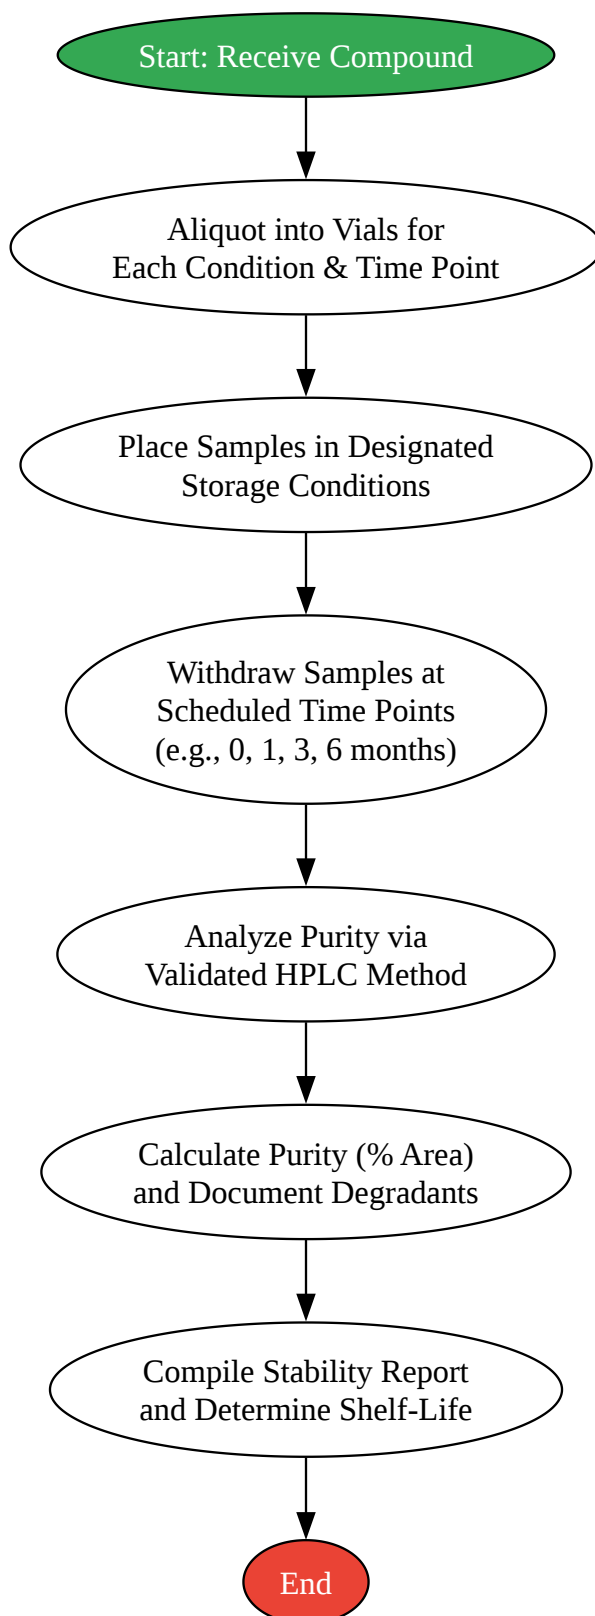 Start: Receive Compound
Aliquot into Vials for
Each Condition & Time Point
Place Samples in Designated
Storage Conditions
Withdraw Samples at
Scheduled Time Points
(e.g., 0, 1, 3, 6 months)
Analyze Purity via
Validated HPLC Method
Calculate Purity (% Area)
and Document Degradants
Compile Stability Report
and Determine Shelf-Life
End